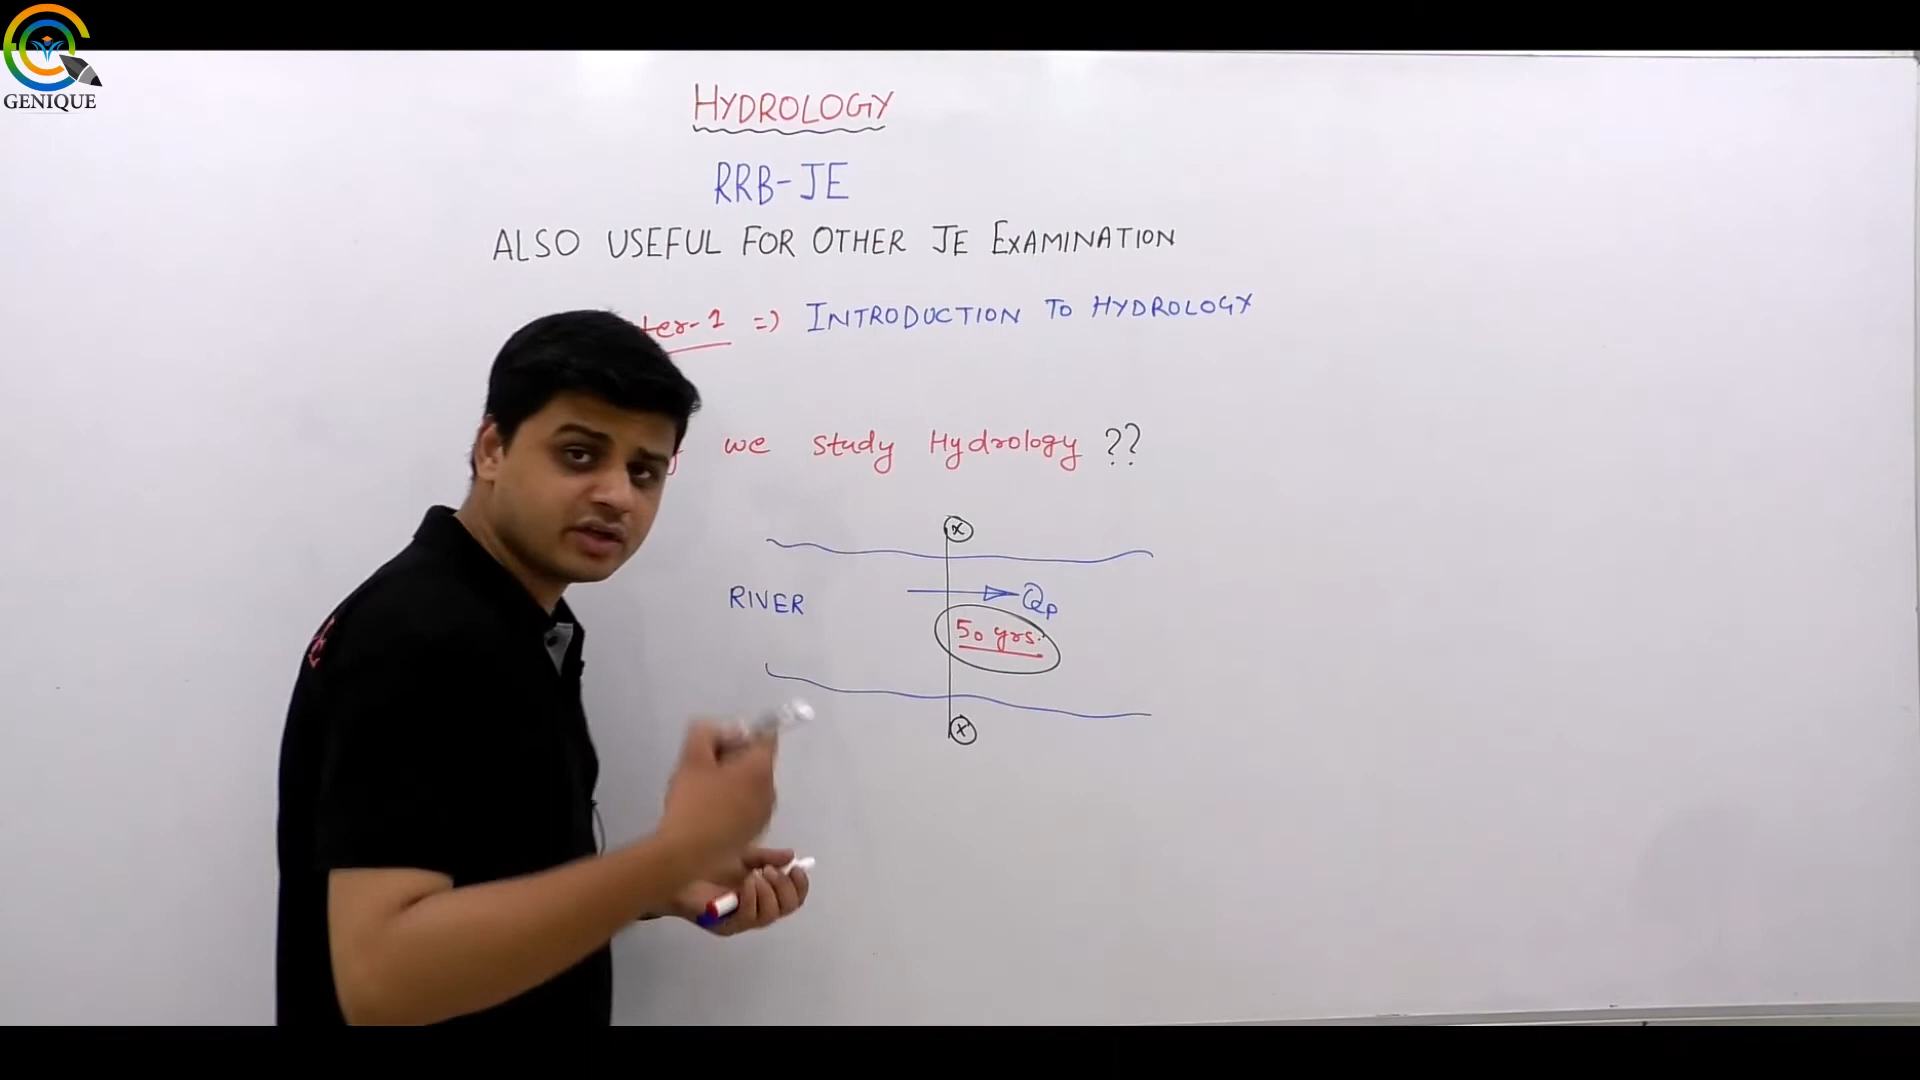 GENIQUE
HYDROLOGY
RRB-JE
ALSO USEFUL FOR OTHER JE EXAMINATION
ter-1 => INTRODUCTION TO HYDROLOGY
we study Hydrology ??
X
RIVER
Qp
50 yrs.
X